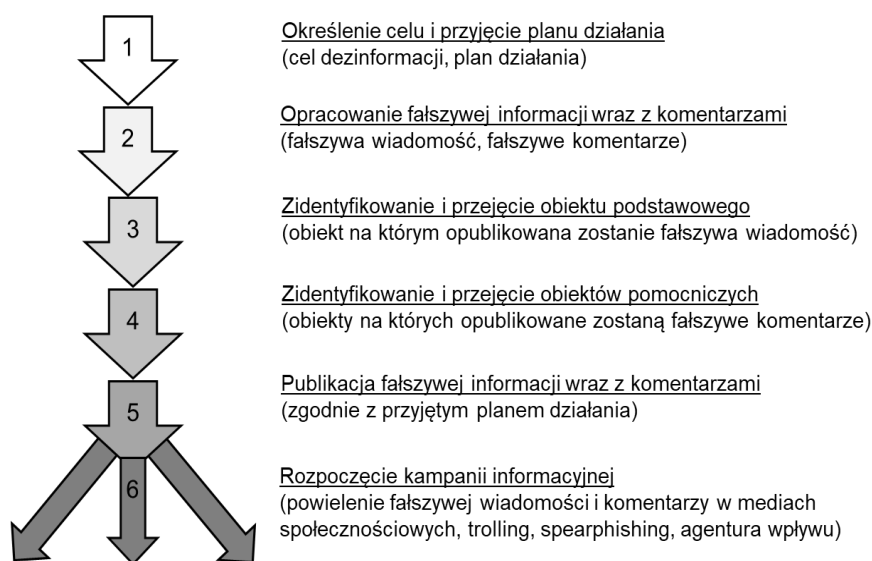 1
Określenie celu i przyjęcie planu działania
(cel dezinformacji, plan działania)
2
Opracowanie fałszywej informacji wraz z komentarzami
(fałszywa wiadomość, fałszywe komentarze)
3
Zidentyfikowanie i przejęcie obiektu podstawowego
(obiekt na którym opublikowana zostanie fałszywa wiadomość)
4
Zidentyfikowanie i przejęcie obiektów pomocniczych
(obiekty na których opublikowane zostaną fałszywe komentarze)
5
Publikacja fałszywej informacji wraz z komentarzami
(zgodnie z przyjętym planem działania)
6
Rozpoczęcie kampanii informacyjnej
(powielenie fałszywej wiadomości i komentarzy w mediach
społecznościowych, trolling, spearphishing, agentura wpływu)